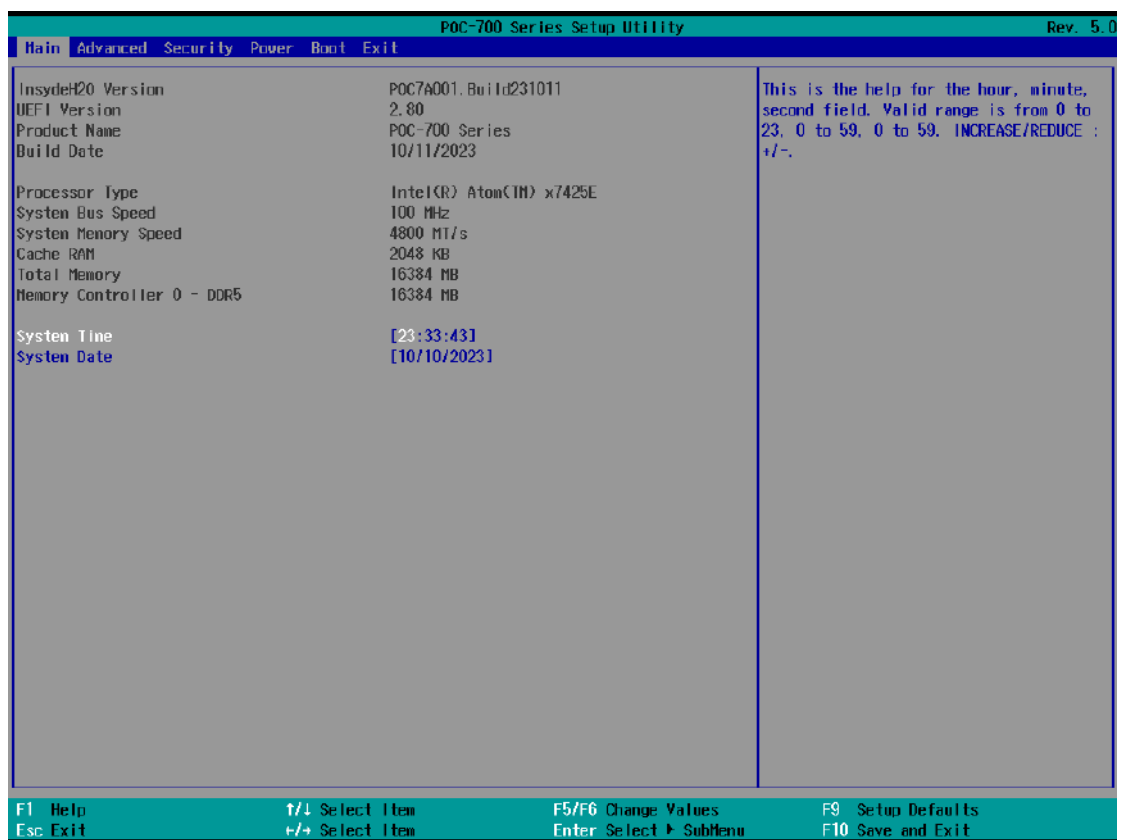 POC-700 Series Setup Utility Rev. 5.0
Main Advanced Security Power Boot Exit
InsydeH2O Version POC7A001.Build231011
UEFI Version 2.80
Product Name POC-700 Series
Build Date 10/11/2023
Processor Type Intel(R) Atom(TM) x7425E
System Bus Speed 100 MHz
System Memory Speed 4800 MT/s
Cache RAM 2048 KB
Total Memory 16384 MB
Memory Controller 0 - DDR5 16384 MB
System Time [23:33:43]
System Date [10/10/2023]
This is the help for the hour, minute,
second field. Valid range is from 0 to
23, 0 to 59, 0 to 59. INCREASE/REDUCE :
+/-.
F1 Help ↑/↓ Select Item F5/F6 Change Values F9 Setup Defaults
Esc Exit ←/→ Select Item Enter Select ▶ SubMenu F10 Save and Exit